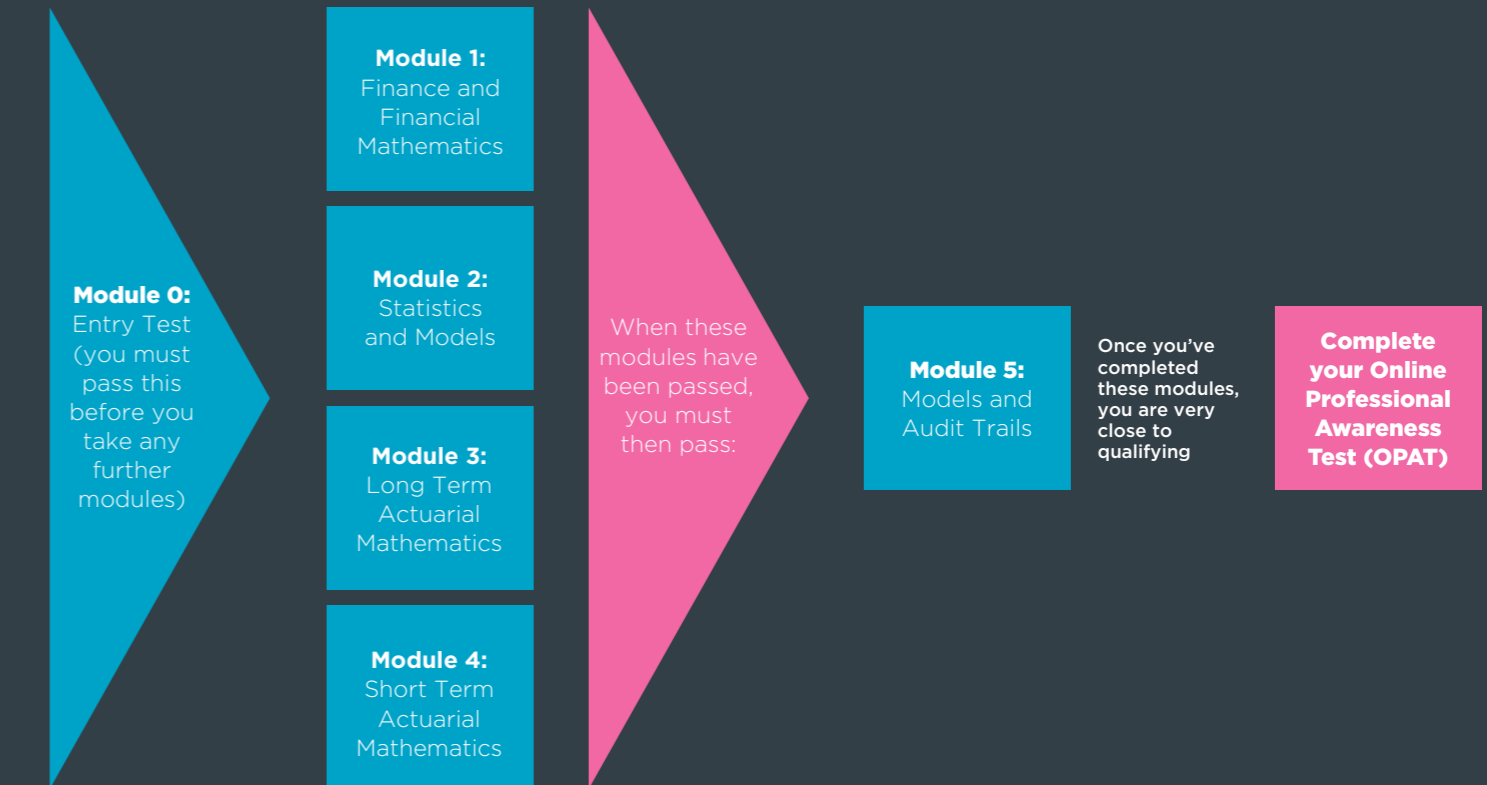 Module 0:
Entry Test
(you must
pass this
before you
take any
further
modules)
Module 1:
Finance and
Financial
Mathematics
Module 2:
Statistics
and Models
Module 3:
Long Term
Actuarial
Mathematics
Module 4:
Short Term
Actuarial
Mathematics
When these
modules have
been passed,
you must
then pass:
Module 5:
Models and
Audit Trails
Once you’ve
completed
these modules,
you are very
close to
qualifying
Complete
your Online
Professional
Awareness
Test (OPAT)